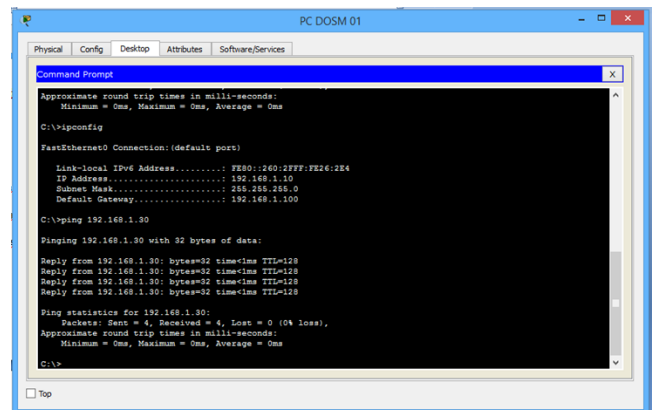 PC DOSM 01
Physical Config Desktop Attributes Software/Services
Command Prompt X
Approximate round trip times in milli-seconds:
Minimum = 0ms, Maximum = 0ms, Average = 0ms
C:\>ipconfig
FastEthernet0 Connection:(default port)
Link-local IPv6 Address.........: FE80::260:2FFF:FE26:2E4
IP Address......................: 192.168.1.10
Subnet Mask.....................: 255.255.255.0
Default Gateway.................: 192.168.1.100
C:\>ping 192.168.1.30
Pinging 192.168.1.30 with 32 bytes of data:
Reply from 192.168.1.30: bytes=32 time<1ms TTL=128
Reply from 192.168.1.30: bytes=32 time<1ms TTL=128
Reply from 192.168.1.30: bytes=32 time<1ms TTL=128
Reply from 192.168.1.30: bytes=32 time<1ms TTL=128
Ping statistics for 192.168.1.30:
Packets: Sent = 4, Received = 4, Lost = 0 (0% loss),
Approximate round trip times in milli-seconds:
Minimum = 0ms, Maximum = 0ms, Average = 0ms
C:\>
Top